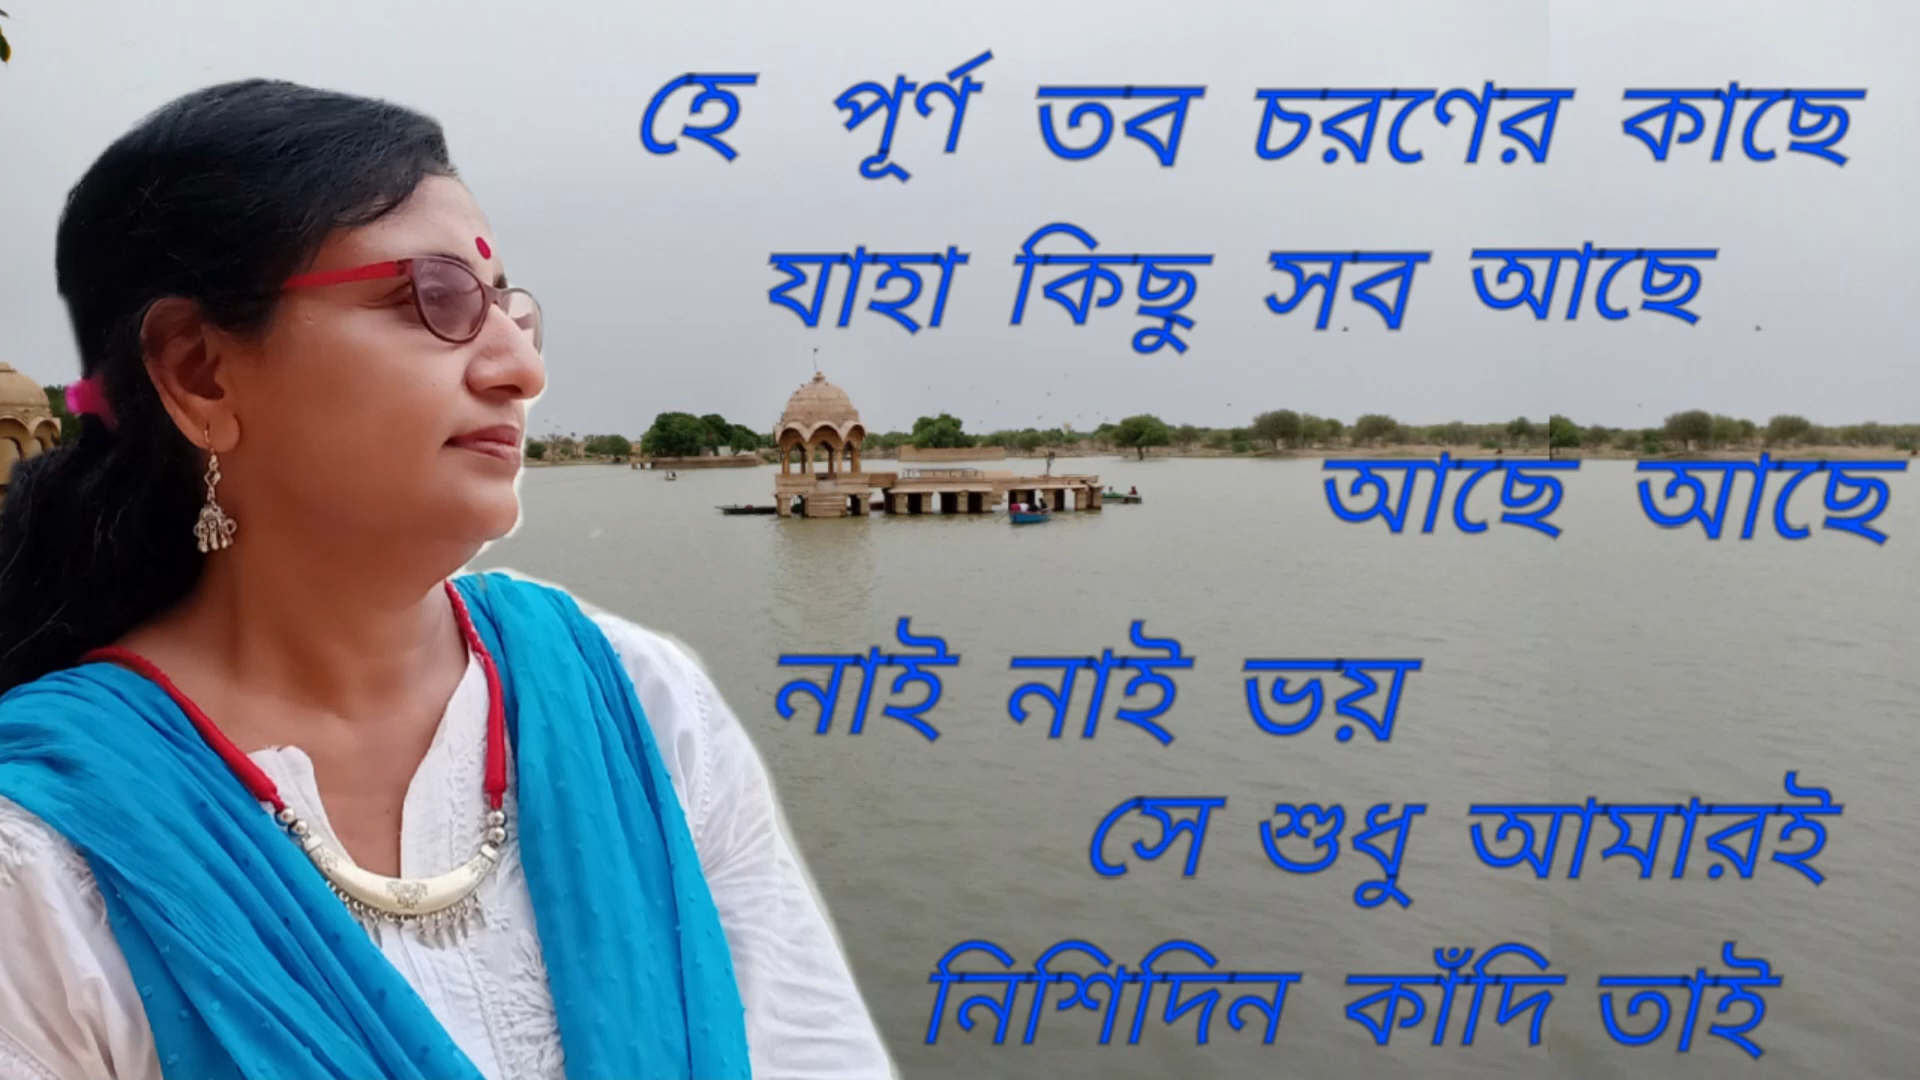 হে পূর্ণ তব চরণের কাছে
যাহা কিছু সব আছে
আছে আছে
নাই নাই ভয়
সে শুধু আমারই
নিশিদিন কাঁদি তাই